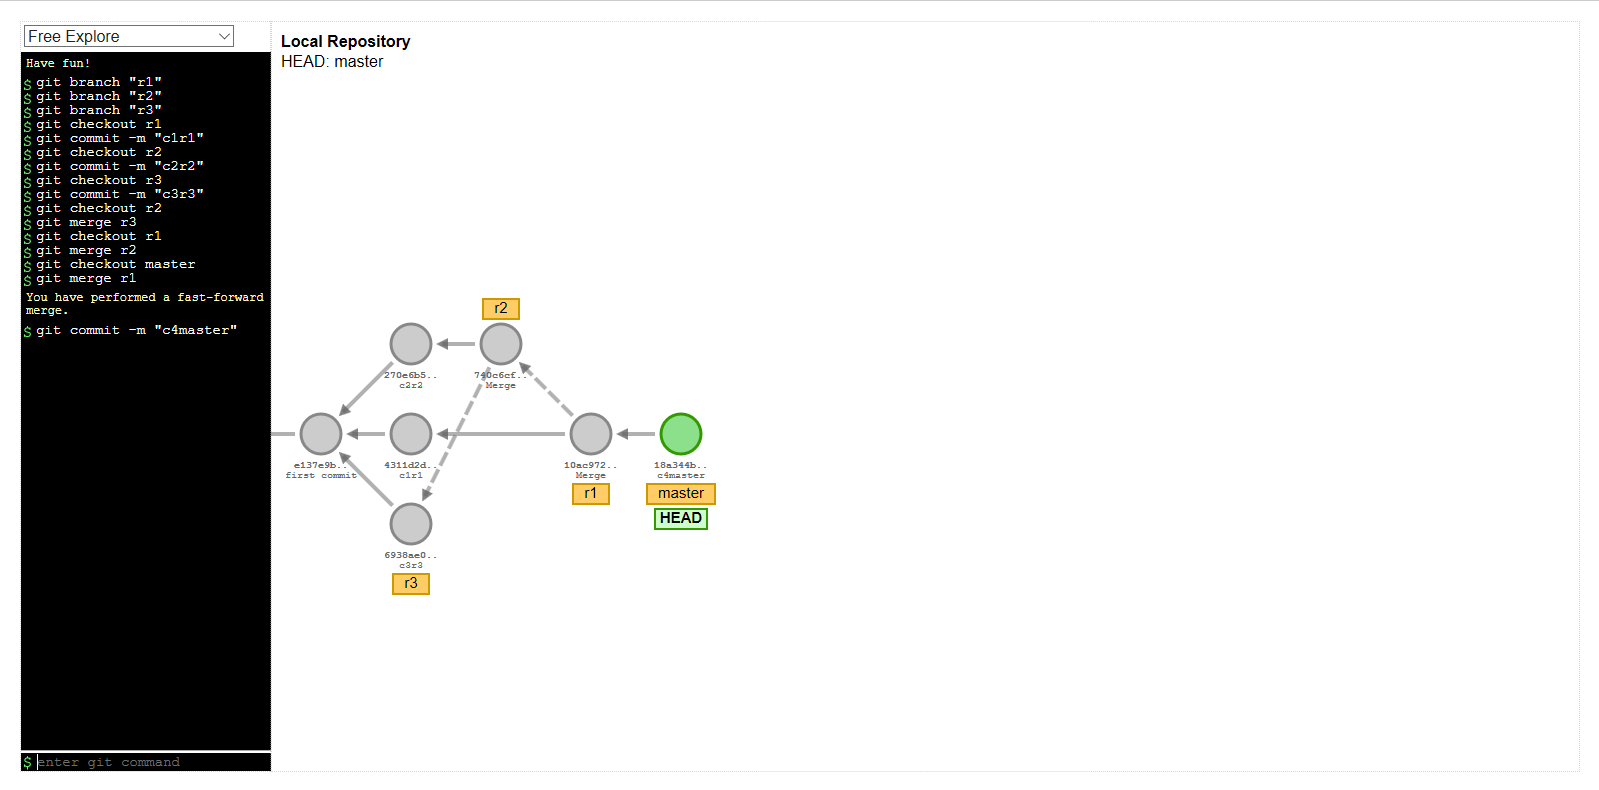 Free Explore
Have fun!
$ git branch "r1"
$ git branch "r2"
$ git branch "r3"
$ git checkout r1
$ git commit -m "c1r1"
$ git checkout r2
$ git commit -m "c2r2"
$ git checkout r3
$ git commit -m "c3r3"
$ git checkout r2
$ git merge r3
$ git checkout r1
$ git merge r2
$ git checkout master
$ git merge r1
You have performed a fast-forward
merge.
$ git commit -m "c4master"
$ enter git command
Local Repository
HEAD: master
r2
270e6b5..
c2r2
740c6cf..
Merge
e137e9b..
first commit
4311d2d..
c1r1
10ac972..
Merge
r1
18a344b..
c4master
master
HEAD
6938ae0..
c3r3
r3